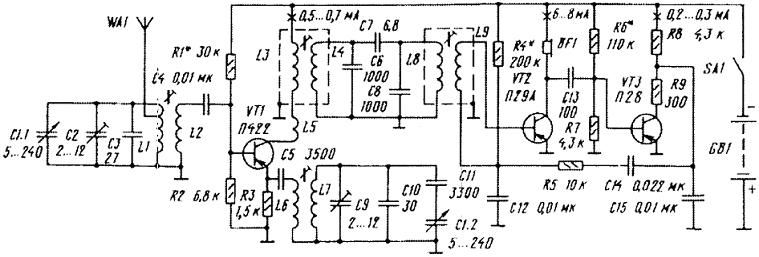 WA1
R1* 30 к
C4 0,01 мк
C1.1
5...240
C2
2...12
C3
27
L1
L2
R2 6,8 к
VT1
П422
R3
1,5 к
0,5...0,7 мА
L3
L4
L5
C7 6,8
C6
1000
C8
1000
L8
L9
C5 3500
L6
L7
C9
2...12
C10
30
C11
3300
C1.2
5...240
R4*
200 к
6...8 мА
BF1
VT2
П29А
C13
100
R6*
110 к
R7
4,3 к
VT3
П28
0,2...0,3 мА
R8 4,3 к
R9
300
R5 10 к
C12 0,01 мк
C14 0,022 мк
C15 0,01 мк
SA1
GB1
−
+